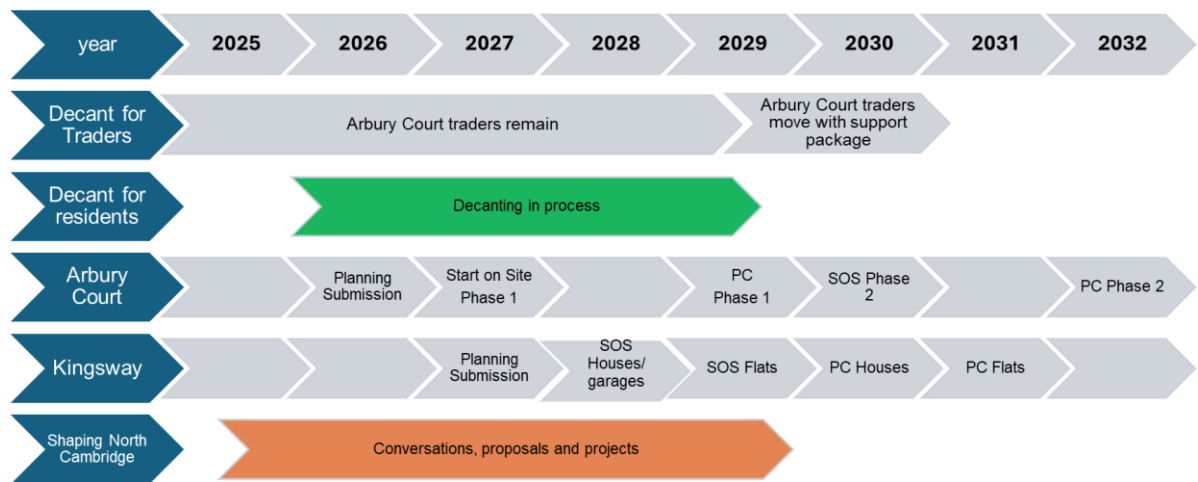 year
2025
2026
2027
2028
2029
2030
2031
2032
Decant for
Traders
Arbury Court traders remain
Arbury Court traders
move with support
package
Decant for
residents
Decanting in process
Arbury
Court
Planning
Submission
Start on Site
Phase 1
PC
Phase 1
SOS Phase
2
PC Phase 2
Kingsway
Planning
Submission
SOS
Houses/
garages
SOS Flats
PC Houses
PC Flats
Shaping North
Cambridge
Conversations, proposals and projects